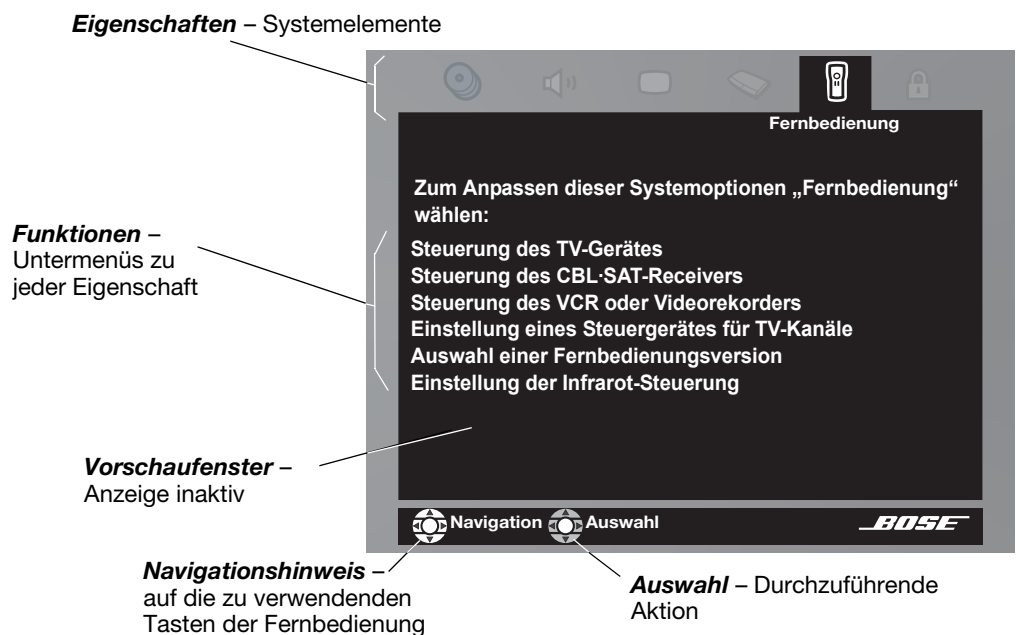 Eigenschaften – Systemelemente
Fernbedienung
Zum Anpassen dieser Systemoptionen „Fernbedienung“
wählen:
Funktionen –
Untermenüs zu
jeder Eigenschaft
Steuerung des TV-Gerätes
Steuerung des CBL·SAT-Receivers
Steuerung des VCR oder Videorekorders
Einstellung eines Steuergerätes für TV-Kanäle
Auswahl einer Fernbedienungsversion
Einstellung der Infrarot-Steuerung
Vorschaufenster –
Anzeige inaktiv
Navigation Auswahl BOSE
Navigationshinweis –
auf die zu verwendenden
Tasten der Fernbedienung
Auswahl – Durchzuführende
Aktion